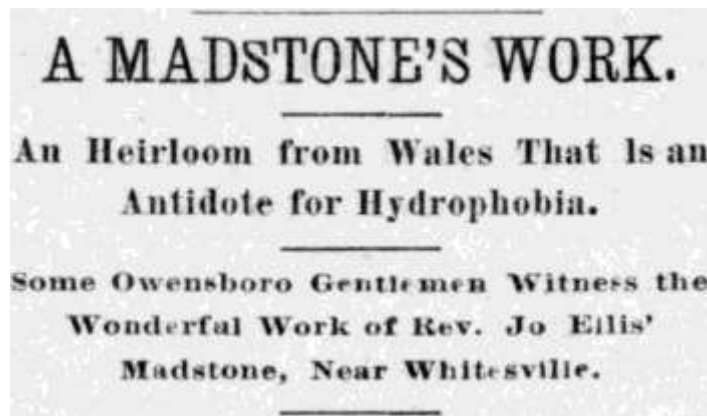 A MADSTONE'S WORK.
An Heirloom from Wales That Is an
Antidote for Hydrophobia.
Some Owensboro Gentlemen Witness the
Wonderful Work of Rev. Jo Ellis'
Madstone, Near Whitesville.